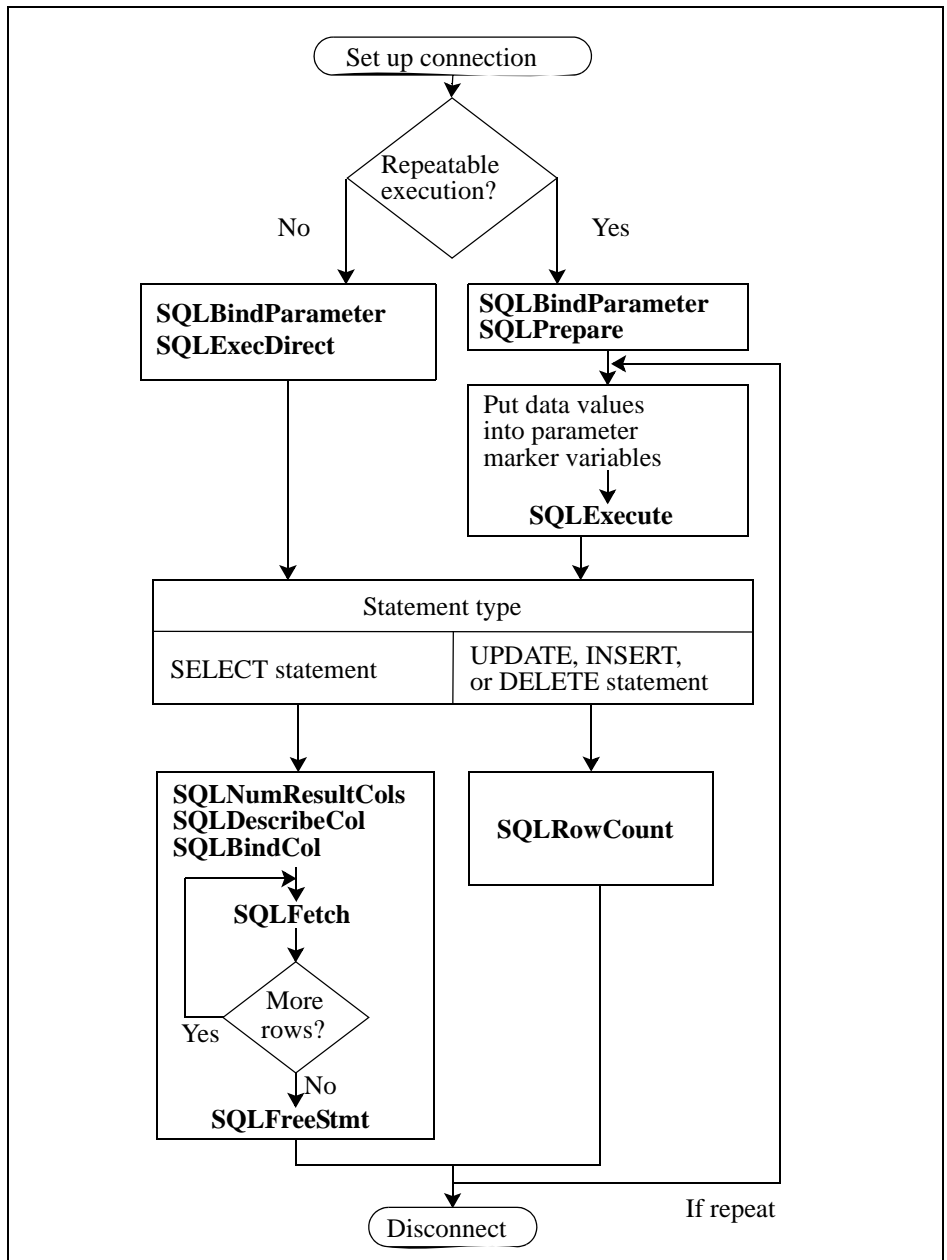 Set up connection
Repeatable
execution?
No
Yes
SQLBindParameter
SQLExecDirect
SQLBindParameter
SQLPrepare
Put data values
into parameter
marker variables
SQLExecute
Statement type
SELECT statement
UPDATE, INSERT,
or DELETE statement
SQLNumResultCols
SQLDescribeCol
SQLBindCol
SQLFetch
More
rows?
Yes
No
SQLFreeStmt
SQLRowCount
If repeat
Disconnect